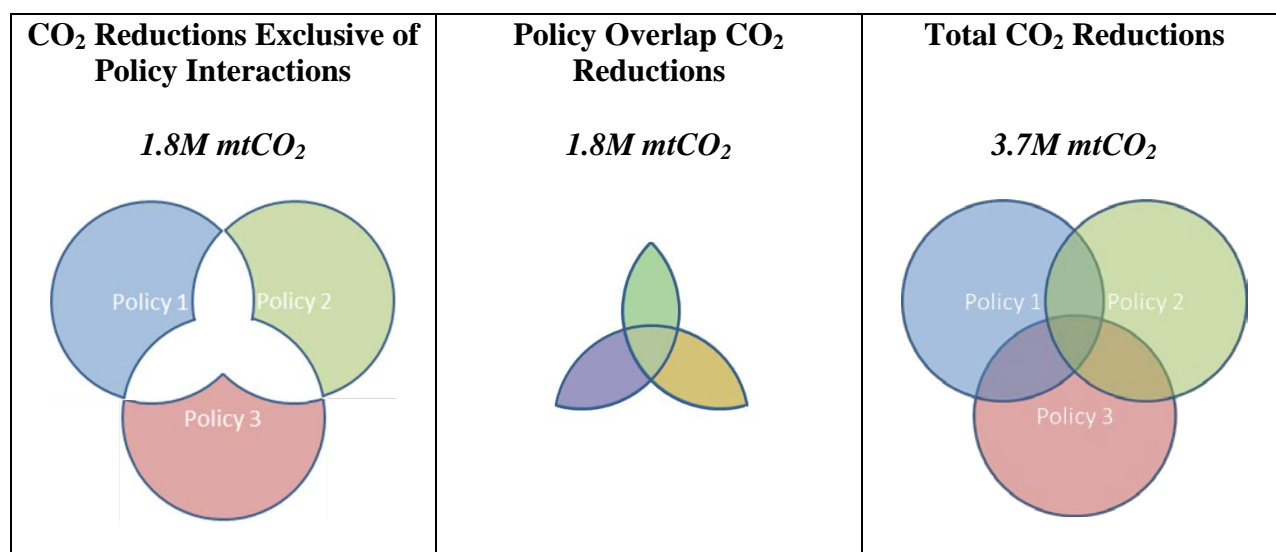 CO₂ Reductions Exclusive of
Policy Interactions
1.8M mtCO₂
Policy 1
Policy 2
Policy 3
Policy Overlap CO₂
Reductions
1.8M mtCO₂
Total CO₂ Reductions
3.7M mtCO₂
Policy 1
Policy 2
Policy 3